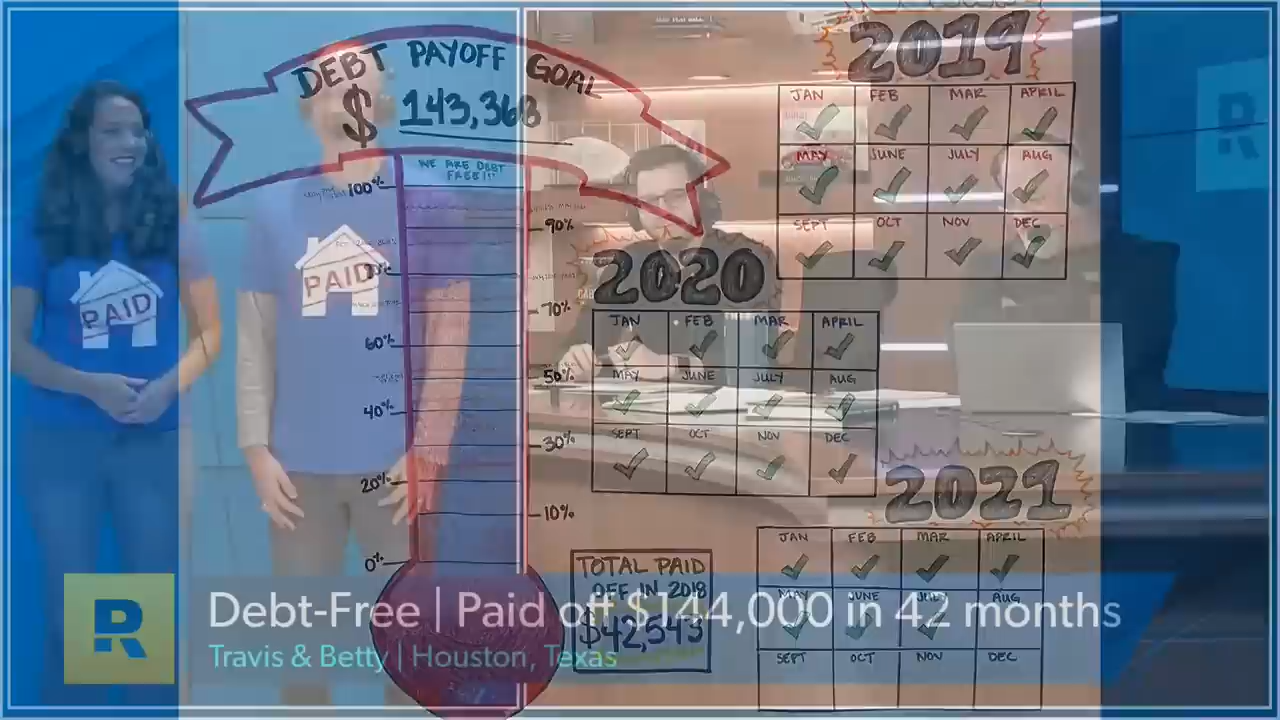 DEBT PAYOFF GOAL
$ 143,368
WE ARE DEBT
FREE!!!
100%
90%
70%
60%
50%
40%
30%
20%
10%
0%
2019
JAN FEB MAR APRIL
MAY JUNE JULY AUG
SEPT OCT NOV DEC
2020
JAN FEB MAR APRIL
MAY JUNE JULY AUG
SEPT OCT NOV DEC
2021
JAN FEB MAR APRIL
MAY JUNE JULY AUG
SEPT OCT NOV DEC
TOTAL PAID
OFF IN 2018
$42,543
PAID
PAID
R
R
Debt-Free | Paid off $144,000 in 42 months
Travis & Betty | Houston, Texas